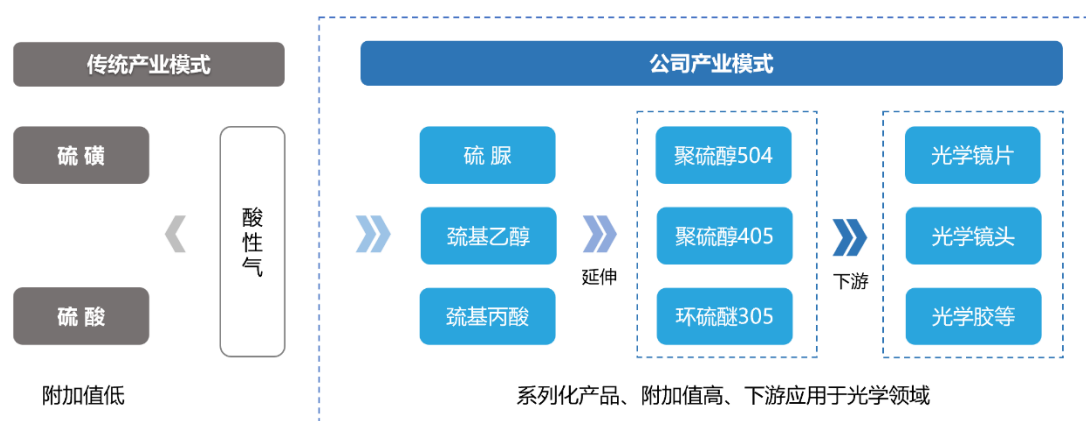 传统产业模式
公司产业模式
硫 磺
硫 酸
酸性气
附加值低
硫 脲
巯基乙醇
巯基丙酸
延伸
聚硫醇504
聚硫醇405
环硫醚305
下游
光学镜片
光学镜头
光学胶等
系列化产品、附加值高、下游应用于光学领域